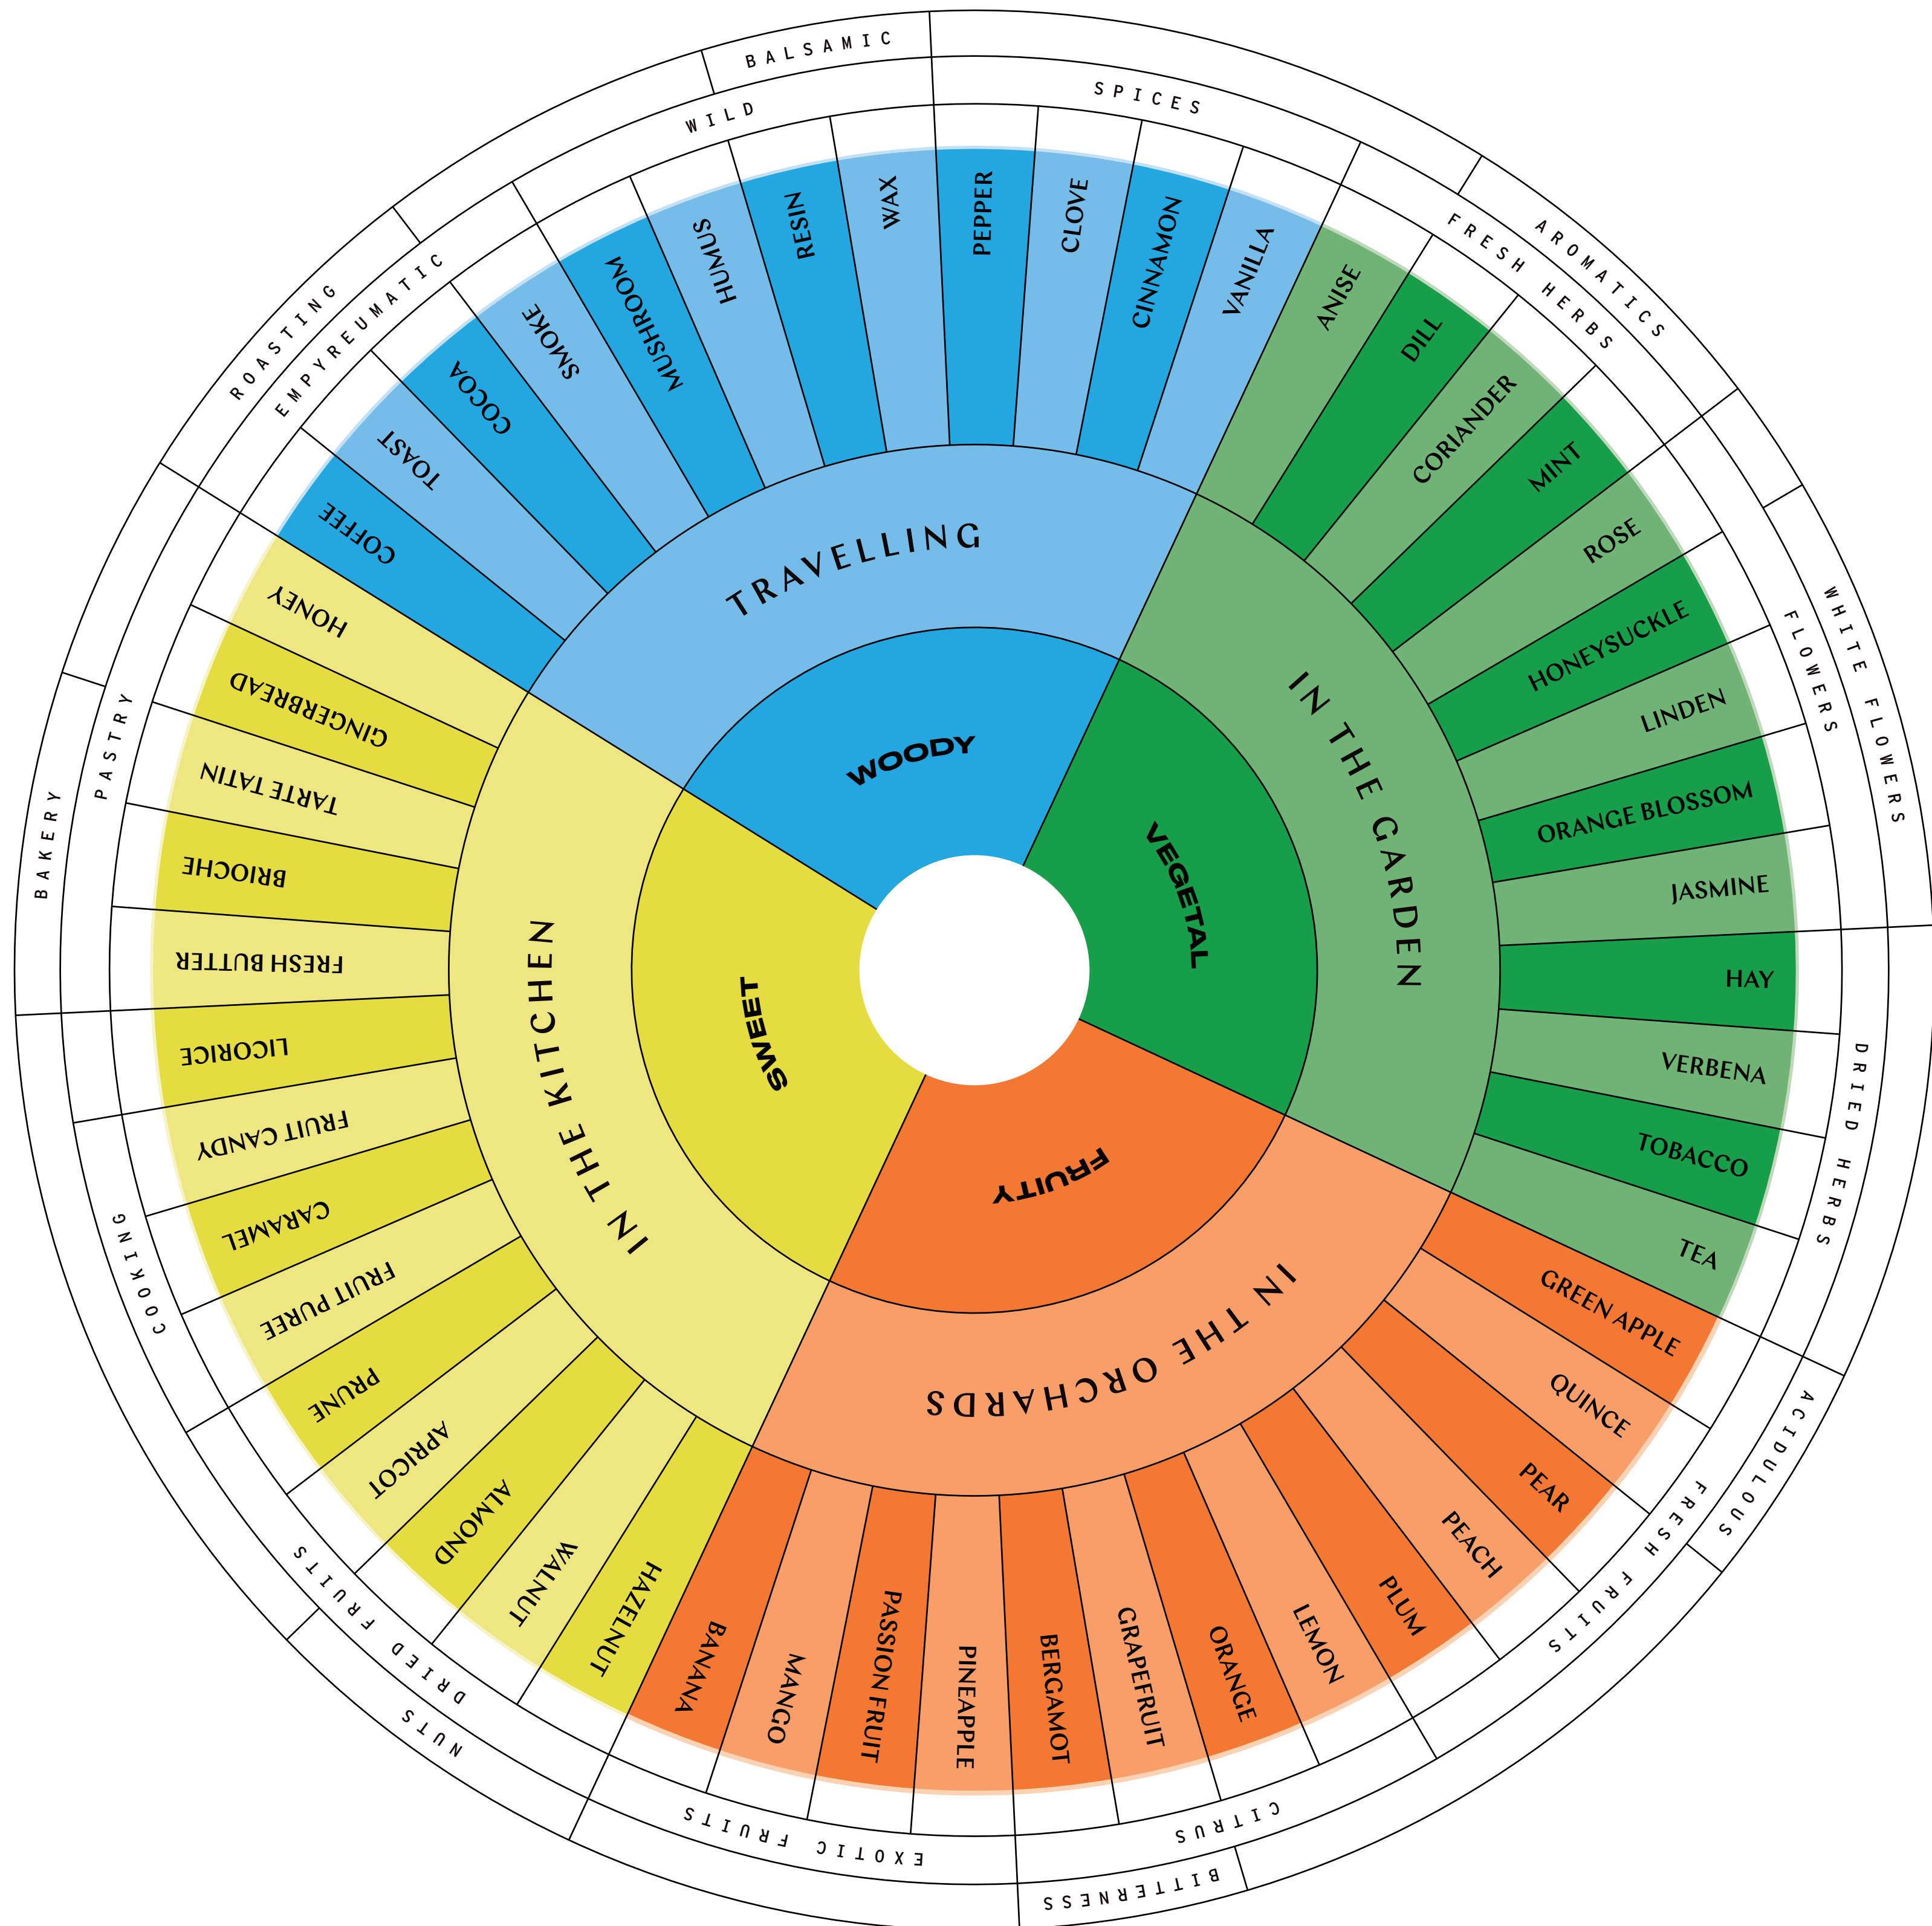 WOODY
VEGETAL
FRUITY
SWEET
TRAVELLING
IN THE GARDEN
IN THE ORCHARDS
IN THE KITCHEN
PEPPER
CLOVE
CINNAMON
VANILLA
ANISE
DILL
CORIANDER
MINT
ROSE
HONEYSUCKLE
LINDEN
ORANGE BLOSSOM
JASMINE
HAY
VERBENA
TOBACCO
TEA
GREEN APPLE
QUINCE
PEAR
PEACH
PLUM
LEMON
ORANGE
GRAPEFRUIT
BERGAMOT
PINEAPPLE
PASSION FRUIT
MANGO
BANANA
HAZELNUT
WALNUT
ALMOND
APRICOT
PRUNE
FRUIT PUREE
CARAMEL
FRUIT CANDY
LICORICE
FRESH BUTTER
BRIOCHE
TARTE TATIN
GINGERBREAD
HONEY
COFFEE
TOAST
COCOA
SMOKE
MUSHROOM
HUMUS
RESIN
WAX
SPICES
FRESH HERBS
FLOWERS
DRIED HERBS
FRESH FRUITS
CITRUS
EXOTIC FRUITS
DRIED FRUITS
COOKING
PASTRY
EMPYREUMATIC
WILD
AROMATICS
WHITE FLOWERS
ACIDULOUS
BITTERNESS
NUTS
BAKERY
ROASTING
BALSAMIC